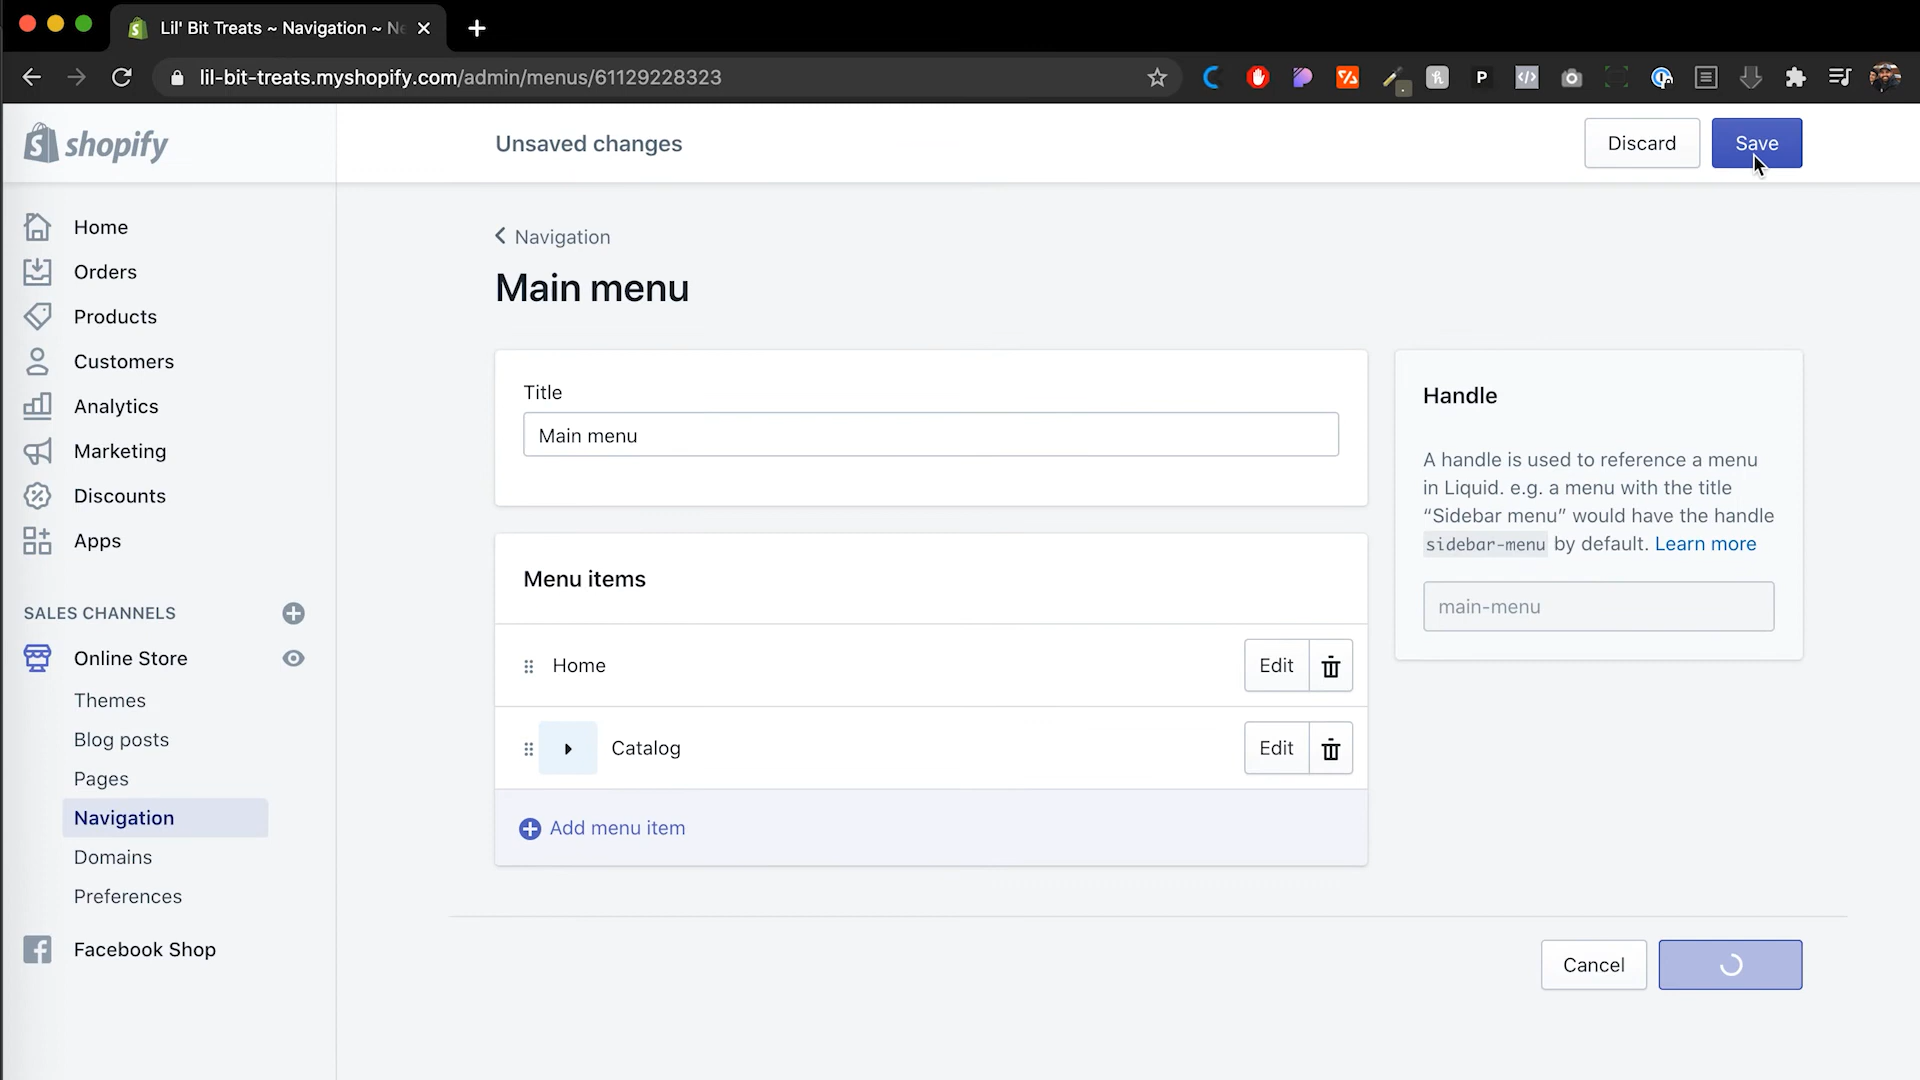 Lil' Bit Treats ~ Navigation ~ Ne
lil-bit-treats.myshopify.com/admin/menus/61129228323
shopify
Unsaved changes
Discard
Save
Home
Orders
Products
Customers
Analytics
Marketing
Discounts
Apps
SALES CHANNELS
Online Store
Themes
Blog posts
Pages
Navigation
Domains
Preferences
Facebook Shop
Navigation
Main menu
Title
Main menu
Menu items
Home
Edit
Catalog
Edit
Add menu item
Handle
A handle is used to reference a menu
in Liquid. e.g. a menu with the title
“Sidebar menu” would have the handle
sidebar-menu by default. Learn more
main-menu
Cancel